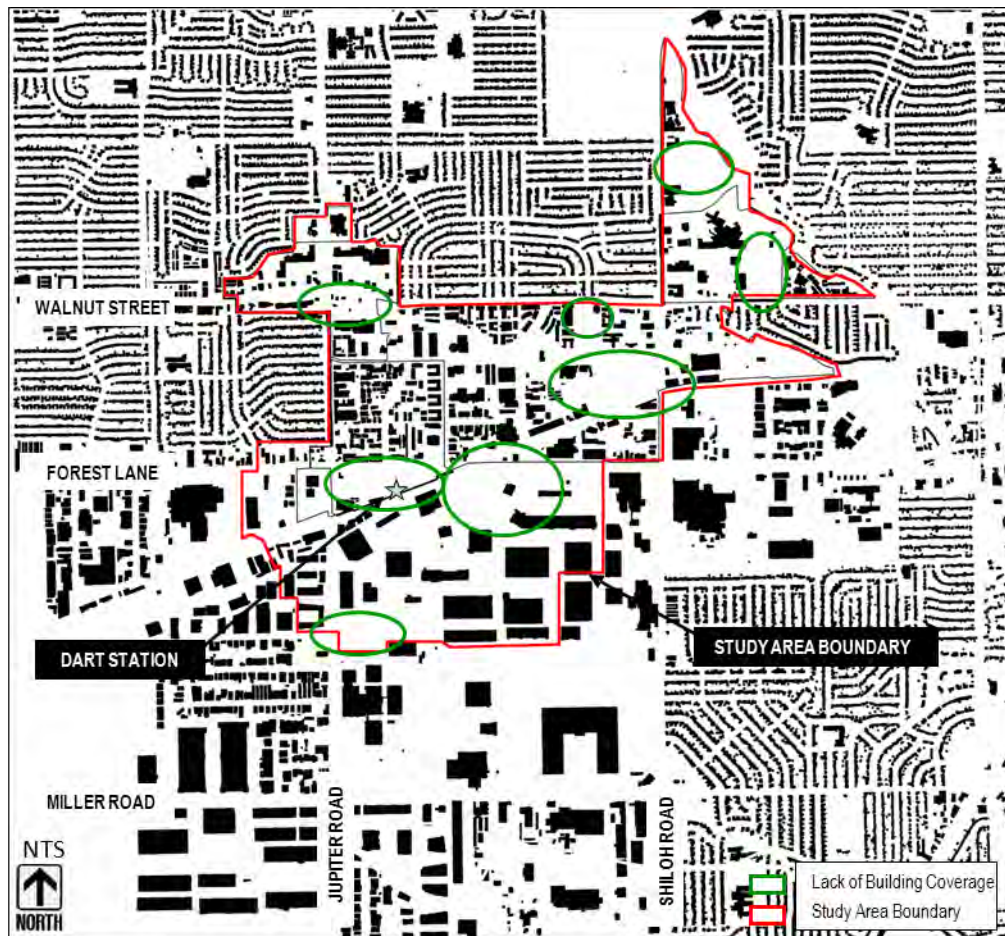 WALNUT STREET
FOREST LANE
DART STATION
STUDY AREA BOUNDARY
MILLER ROAD
JUPITER ROAD
SHILOH ROAD
NTS
NORTH
Lack of Building Coverage
Study Area Boundary